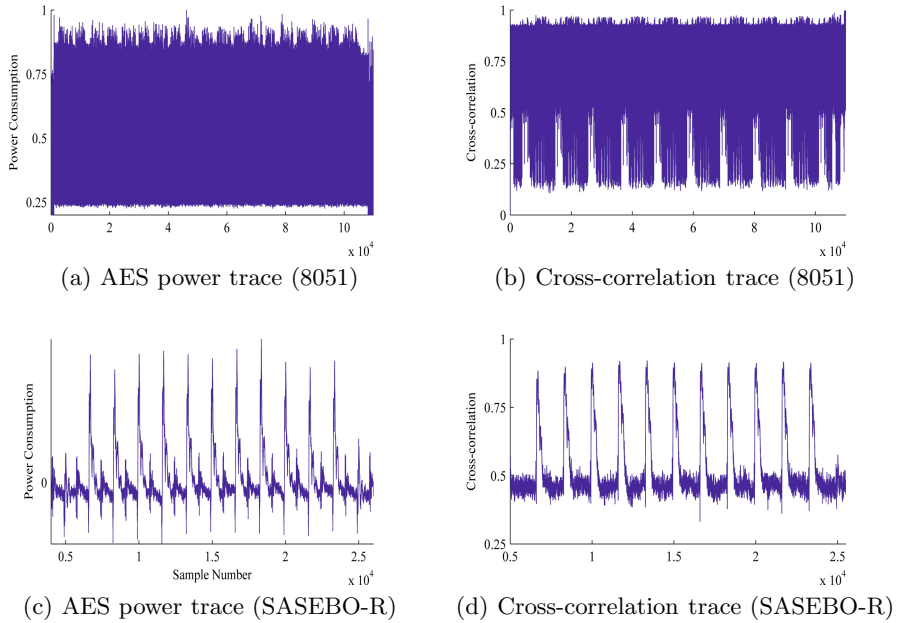 1
0.75
0.5
0.25
Power Consumption
0 2 4 6 8 10
x 10^4
(a) AES power trace (8051)
1
0.75
0.5
0.25
0
Cross-correlation
0 2 4 6 8 10
x 10^4
(b) Cross-correlation trace (8051)
0
Power Consumption
0.5 1 1.5 2 2.5
Sample Number
x 10^4
(c) AES power trace (SASEBO-R)
1
0.75
0.5
0.25
Cross-correlation
0.5 1 1.5 2 2.5
x 10^4
(d) Cross-correlation trace (SASEBO-R)